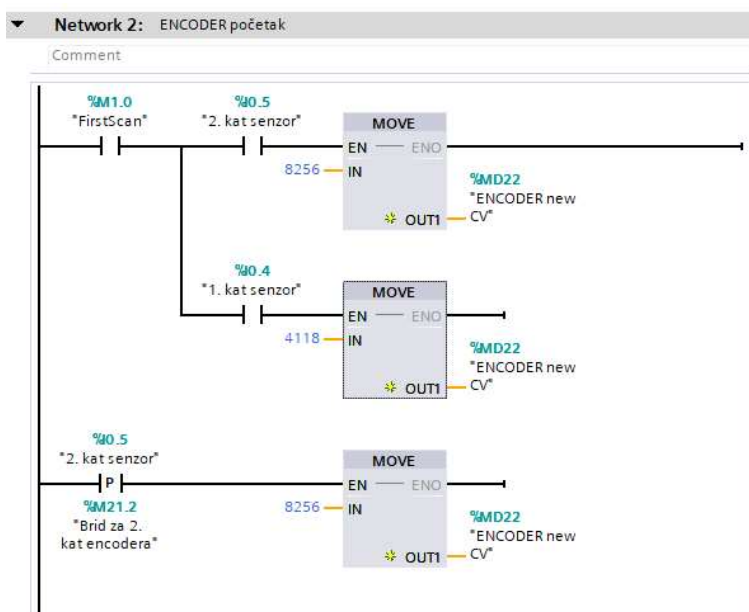 Network 2: ENCODER početak
Comment
%M1.0
"FirstScan"
%I0.5
"2. kat senzor"
MOVE
EN ENO
8256 IN
%MD22
"ENCODER new
CV"
OUT1
%I0.4
"1. kat senzor"
MOVE
EN ENO
4118 IN
%MD22
"ENCODER new
CV"
OUT1
%I0.5
"2. kat senzor"
P
%M21.2
"Brid za 2.
kat encodera"
MOVE
EN ENO
8256 IN
%MD22
"ENCODER new
CV"
OUT1